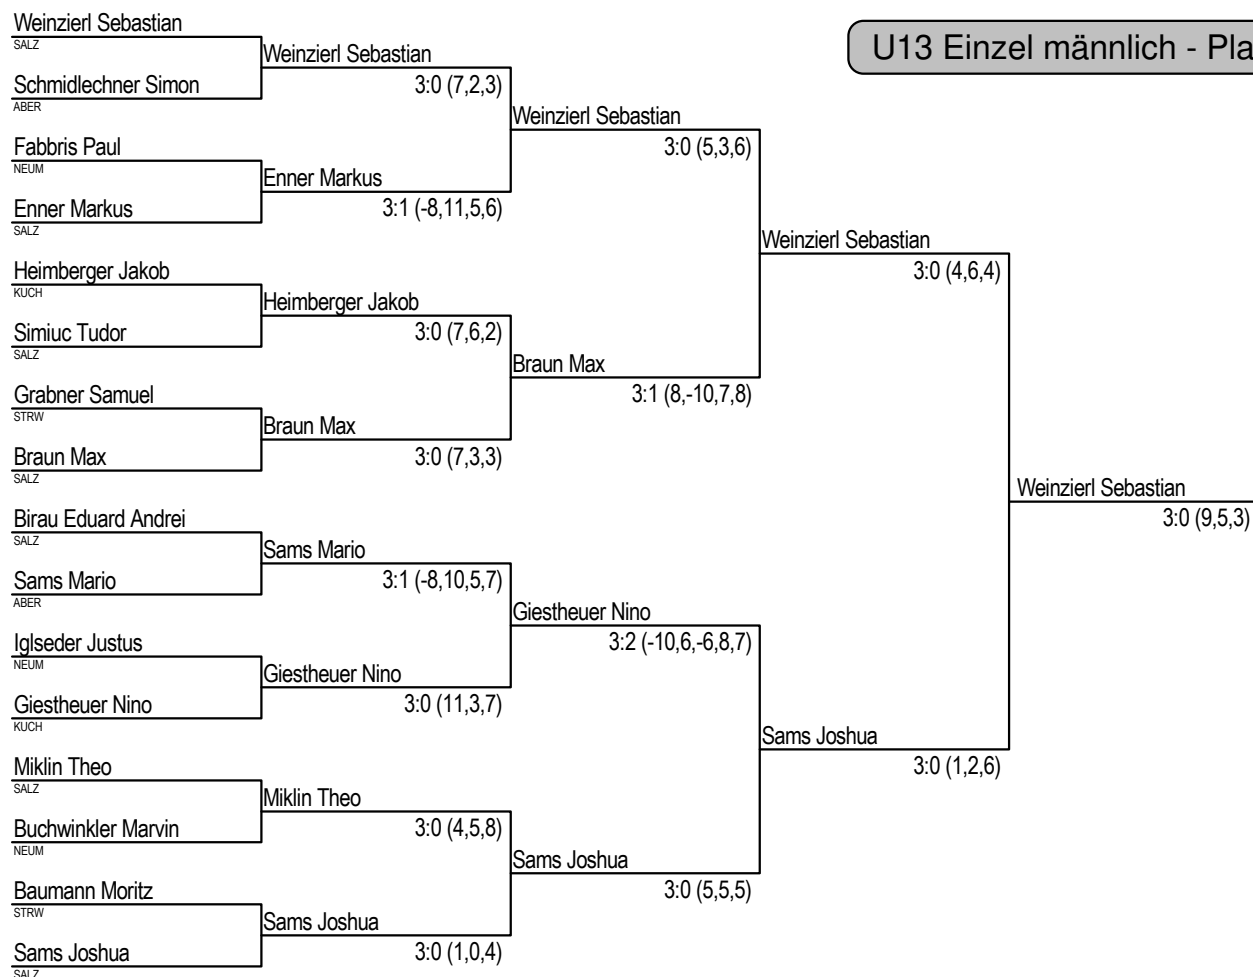 U13 Einzel männlich - Pla
Weinzierl Sebastian
SALZ
Schmidlechner Simon
ABER
Fabbris Paul
NEUM
Enner Markus
SALZ
Heimberger Jakob
KUCH
Simiuc Tudor
SALZ
Grabner Samuel
STRW
Braun Max
SALZ
Birau Eduard Andrei
SALZ
Sams Mario
ABER
Iglseder Justus
NEUM
Giestheuer Nino
KUCH
Miklin Theo
SALZ
Buchwinkler Marvin
NEUM
Baumann Moritz
STRW
Sams Joshua
SALZ
Weinzierl Sebastian
3:0 (7,2,3)
Enner Markus
3:1 (-8,11,5,6)
Heimberger Jakob
3:0 (7,6,2)
Braun Max
3:0 (7,3,3)
Sams Mario
3:1 (-8,10,5,7)
Giestheuer Nino
3:0 (11,3,7)
Miklin Theo
3:0 (4,5,8)
Sams Joshua
3:0 (1,0,4)
Weinzierl Sebastian
3:0 (5,3,6)
Braun Max
3:1 (8,-10,7,8)
Giestheuer Nino
3:2 (-10,6,-6,8,7)
Sams Joshua
3:0 (5,5,5)
Weinzierl Sebastian
3:0 (4,6,4)
Sams Joshua
3:0 (1,2,6)
Weinzierl Sebastian
3:0 (9,5,3)